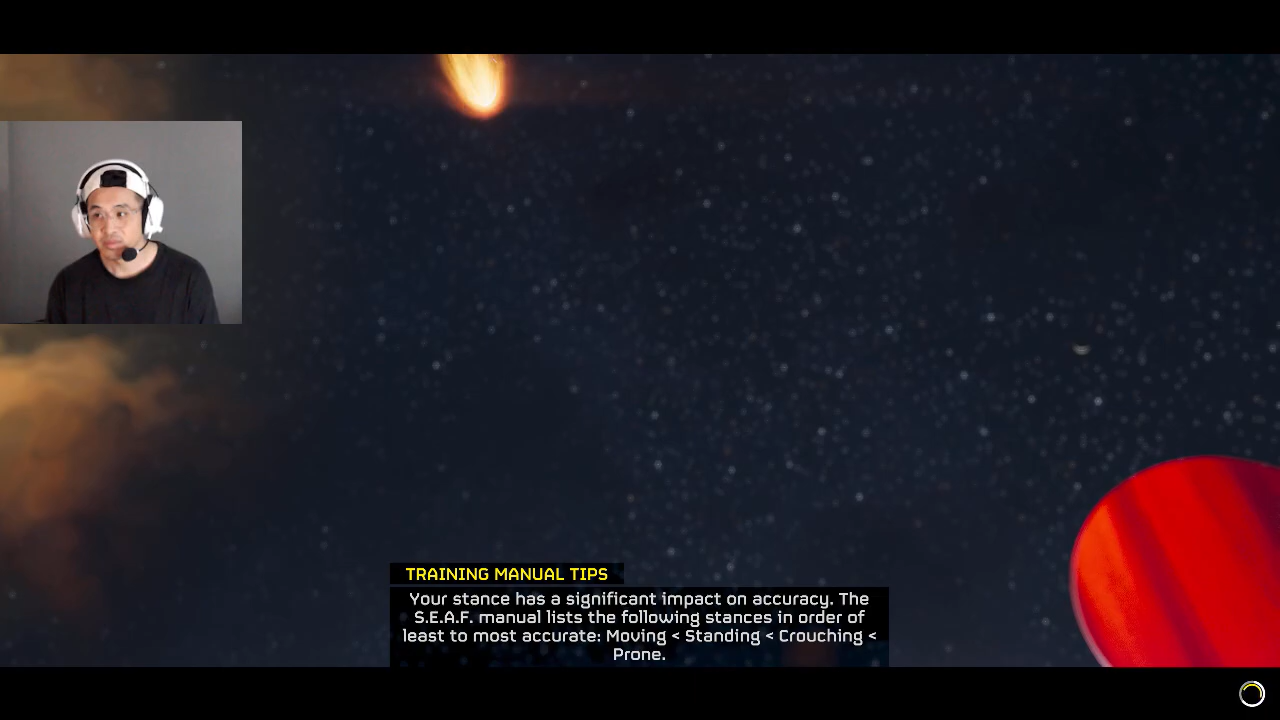 TRAINING MANUAL TIPS
Your stance has a significant impact on accuracy. The
S.E.A.F. manual lists the following stances in order of
least to most accurate: Moving < Standing < Crouching <
Prone.